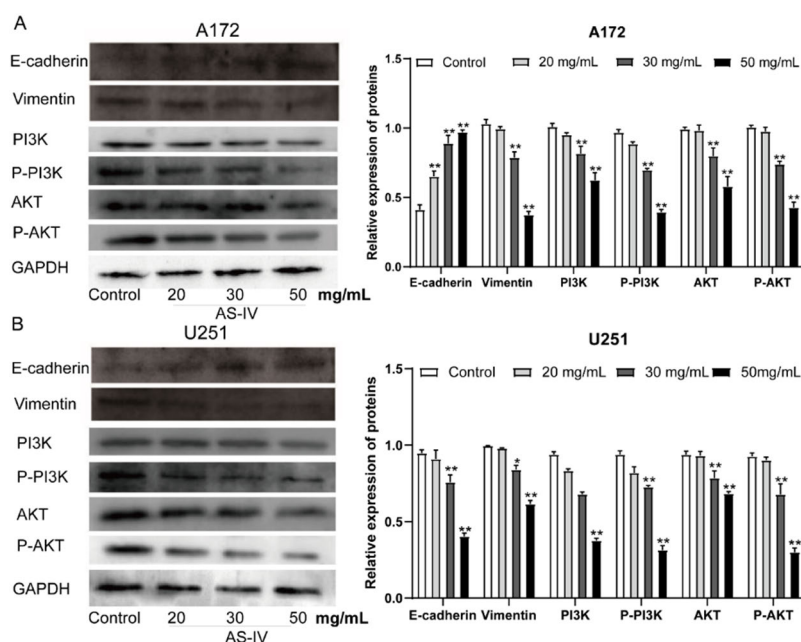 A
A172
E-cadherin
Vimentin
PI3K
P-PI3K
AKT
P-AKT
GAPDH
Control 20 30 50 mg/mL
AS-IV
A172
Control 20 mg/mL 30 mg/mL 50 mg/mL
Relative expression of proteins
1.5
1.0
0.5
0.0
** ** ** ** ** ** ** ** ** ** ** ** **
E-cadherin Vimentin PI3K P-PI3K AKT P-AKT
B
U251
E-cadherin
Vimentin
PI3K
P-PI3K
AKT
P-AKT
GAPDH
Control 20 30 50 mg/mL
AS-IV
U251
Control 20 mg/mL 30 mg/mL 50mg/mL
Relative expression of proteins
1.5
1.0
0.5
0.0
** ** * ** ** ** ** ** ** ** **
E-cadherin Vimentin PI3K P-PI3K AKT P-AKT